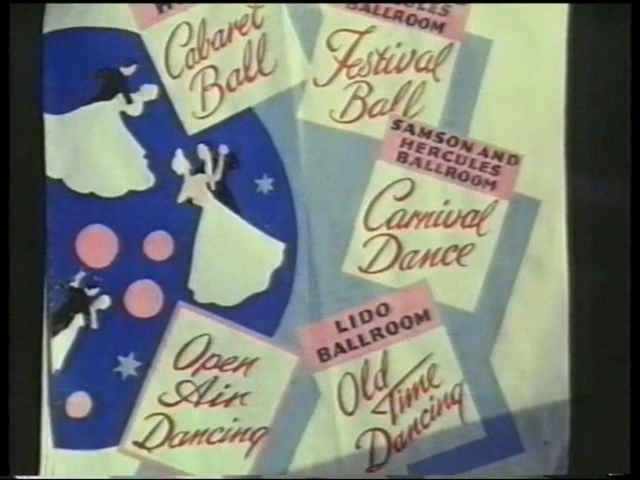 Cabaret
Ball
HERCULES
BALLROOM
Festival
Ball
SAMSON AND
HERCULES
BALLROOM
Carnival
Dance
LIDO
BALLROOM
Old
Time
Dancing
Open
Air
Dancing